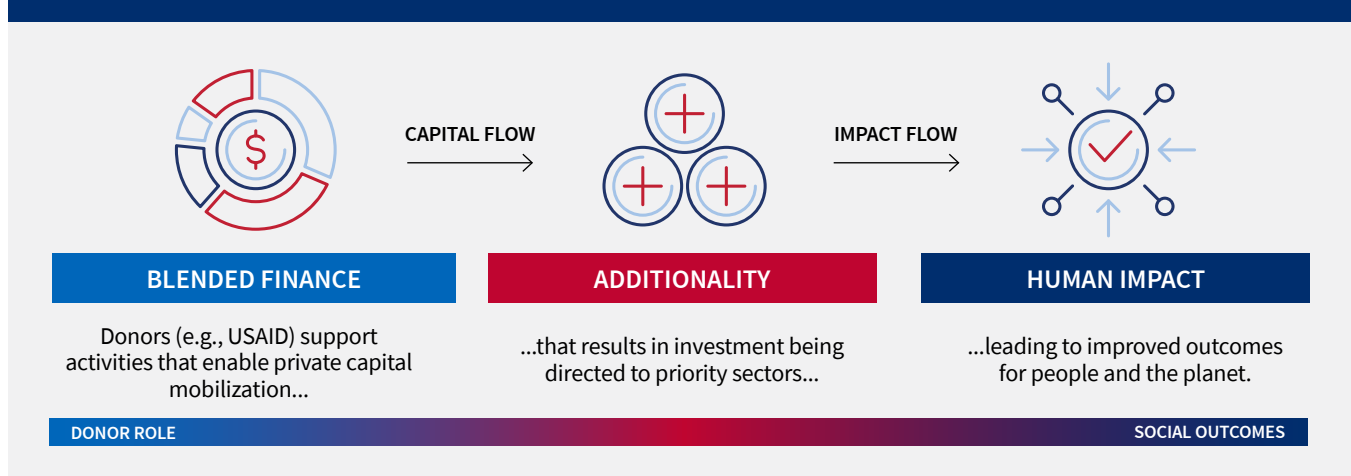 CAPITAL FLOW
IMPACT FLOW
$
BLENDED FINANCE
Donors (e.g., USAID) support
activities that enable private capital
mobilization...
ADDITIONALITY
...that results in investment being
directed to priority sectors...
HUMAN IMPACT
...leading to improved outcomes
for people and the planet.
DONOR ROLE
SOCIAL OUTCOMES